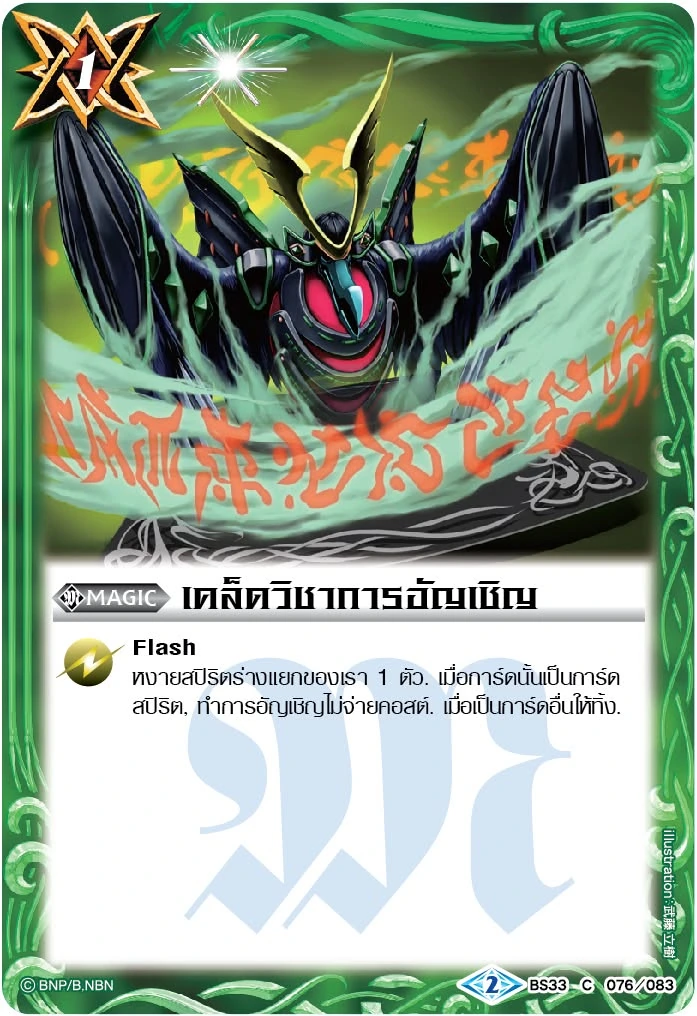 1
MAGIC เคล็ดวิชาการอัญเชิญ
Flash
หงายสปิริตร่างแยกของเรา 1 ตัว. เมื่อการ์ดนั้นเป็นการ์ด
สปิริต, ทำการอัญเชิญไม่จ่ายคอสต์. เมื่อเป็นการ์ดอื่นให้ทิ้ง.
illustration：武藤立樹
© BNP/B.NBN
2 BS33 C 076/083